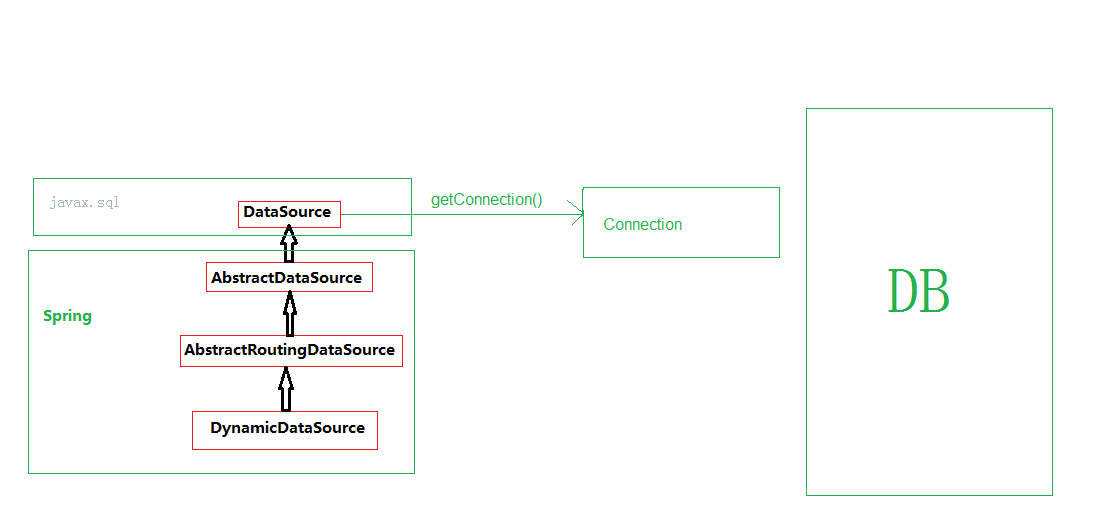 javax.sql
DataSource
getConnection()
Connection
AbstractDataSource
Spring
AbstractRoutingDataSource
DynamicDataSource
DB